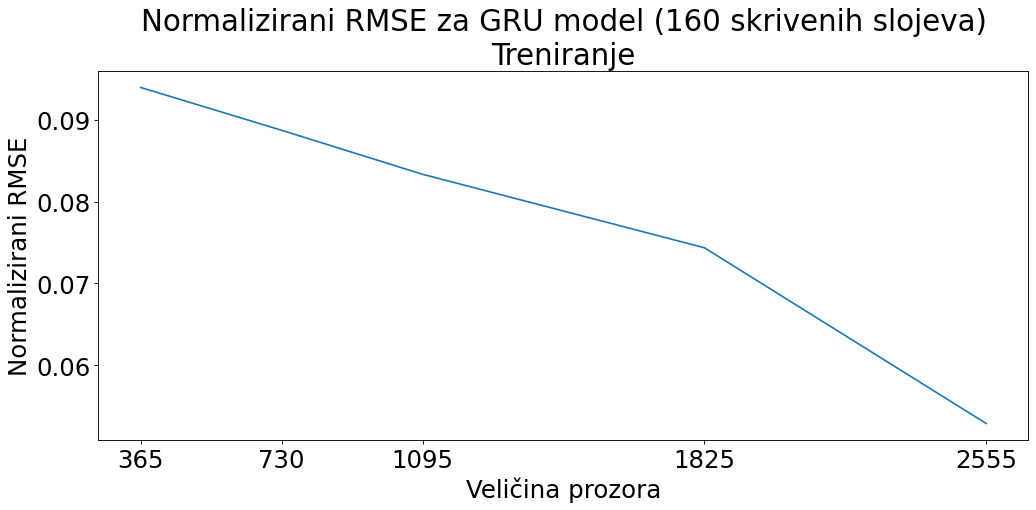 Normalizirani RMSE za GRU model (160 skrivenih slojeva)
Treniranje
Normalizirani RMSE
0.09
0.08
0.07
0.06
365 730 1095 1825 2555
Veličina prozora